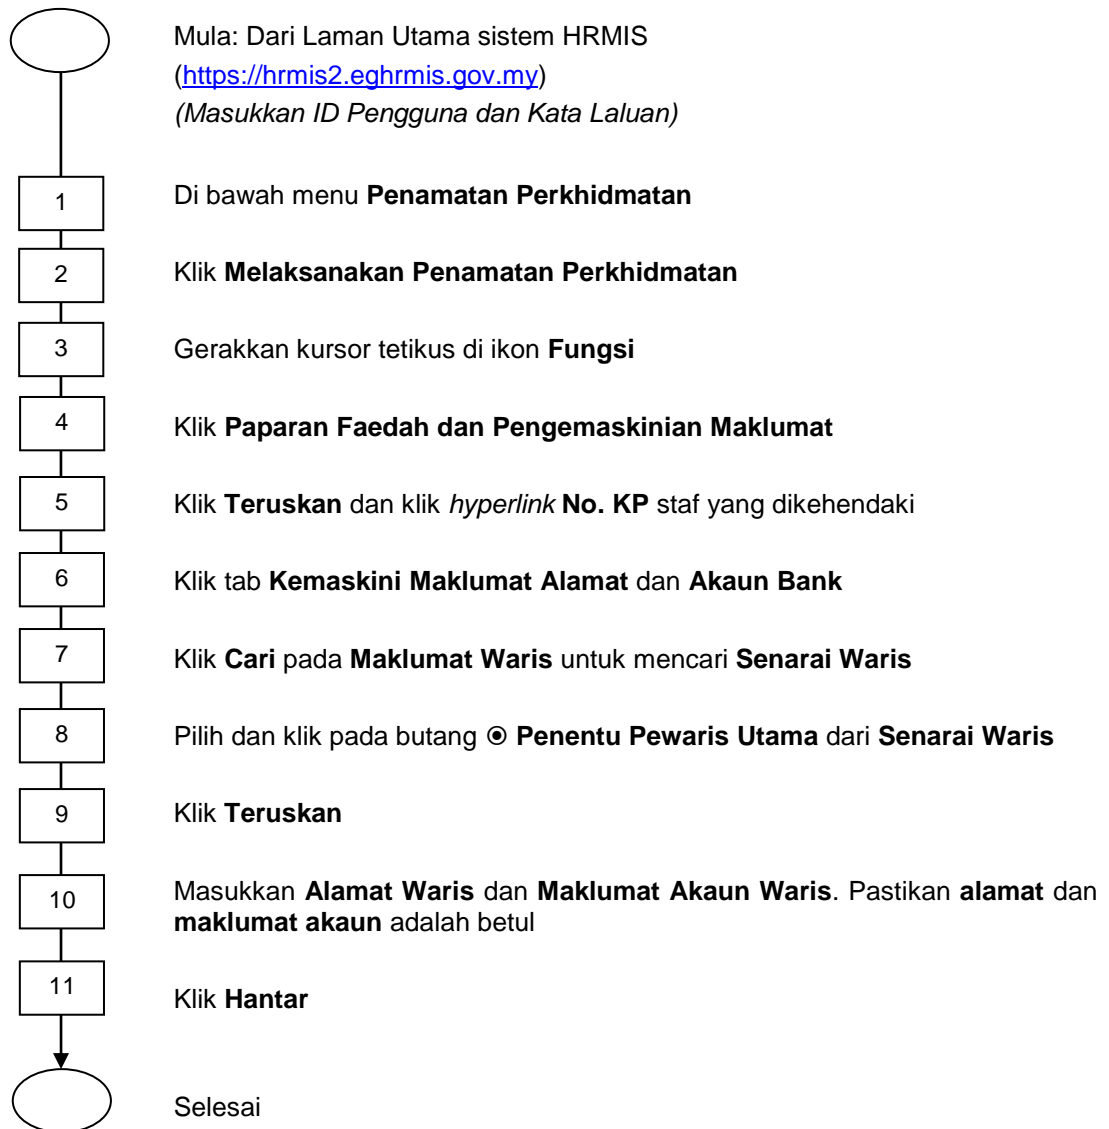 Mula: Dari Laman Utama sistem HRMIS
(https://hrmis2.eghrmis.gov.my)
(Masukkan ID Pengguna dan Kata Laluan)
1
Di bawah menu Penamatan Perkhidmatan
2
Klik Melaksanakan Penamatan Perkhidmatan
3
Gerakkan kursor tetikus di ikon Fungsi
4
Klik Paparan Faedah dan Pengemaskinian Maklumat
5
Klik Teruskan dan klik hyperlink No. KP staf yang dikehendaki
6
Klik tab Kemaskini Maklumat Alamat dan Akaun Bank
7
Klik Cari pada Maklumat Waris untuk mencari Senarai Waris
8
Pilih dan klik pada butang ⦿ Penentu Pewaris Utama dari Senarai Waris
9
Klik Teruskan
10
Masukkan Alamat Waris dan Maklumat Akaun Waris. Pastikan alamat dan
maklumat akaun adalah betul
11
Klik Hantar
Selesai